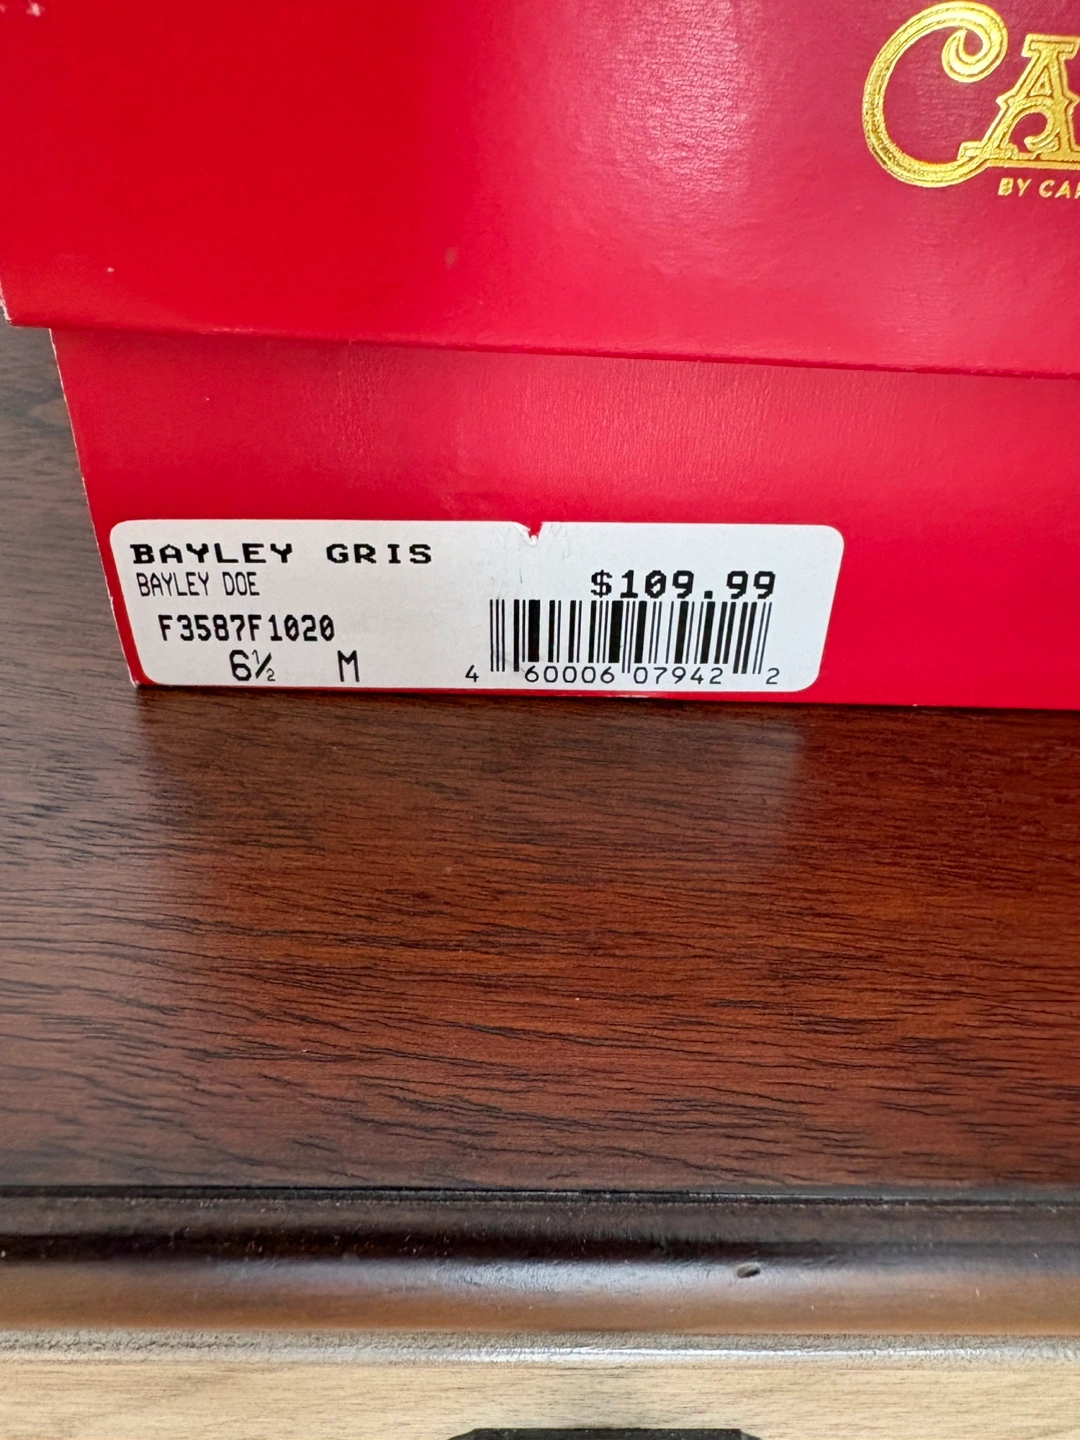 BAYLEY GRIS
BAYLEY DOE
$109.99
F3587F1020
6½ M
4 60006 07942 2